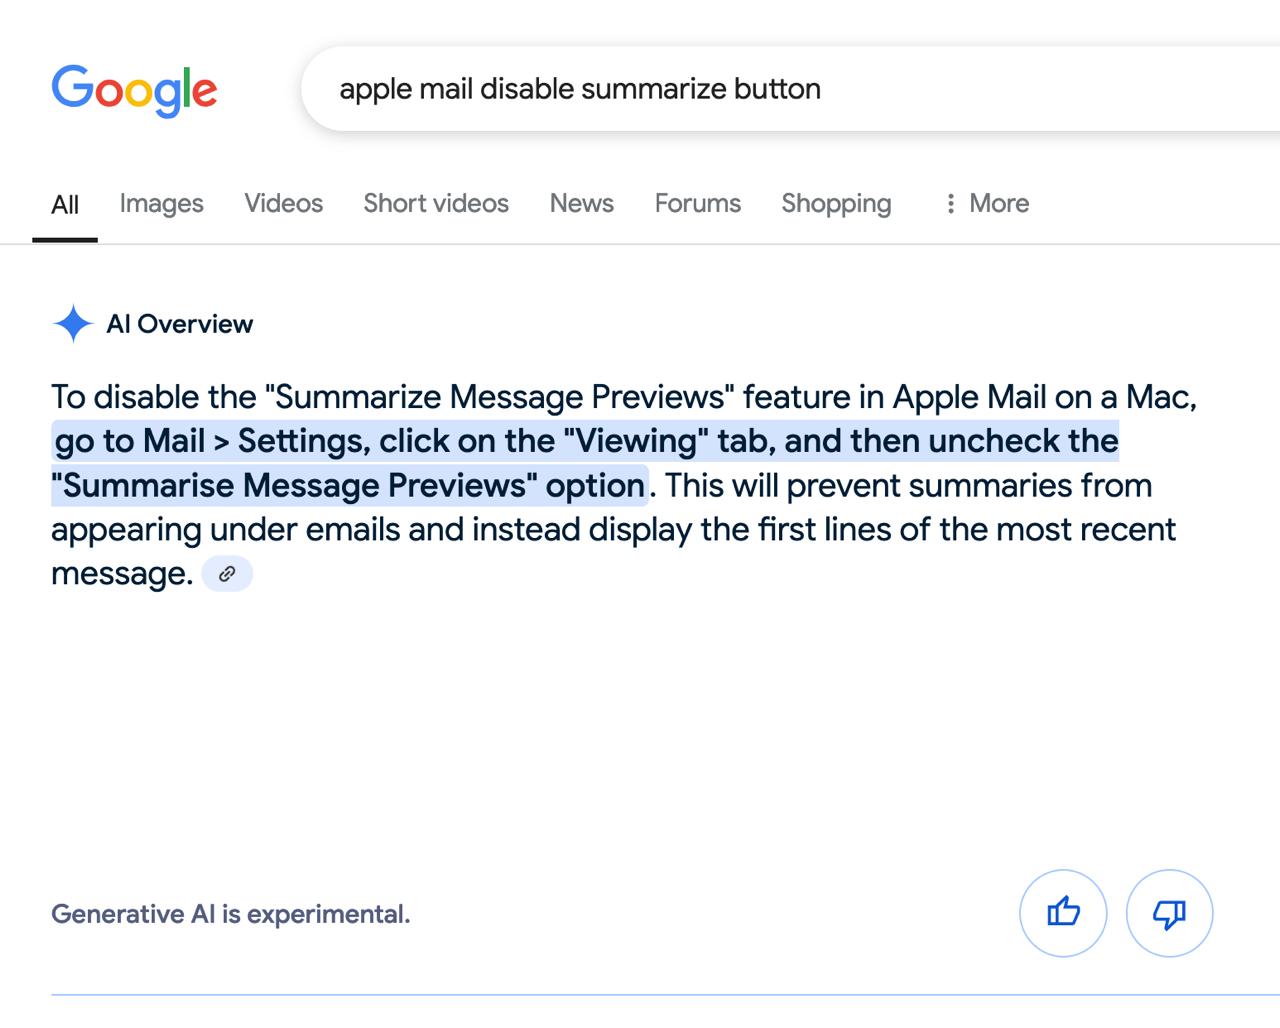 Google
apple mail disable summarize button
All Images Videos Short videos News Forums Shopping More
AI Overview
To disable the "Summarize Message Previews" feature in Apple Mail on a Mac,
go to Mail > Settings, click on the "Viewing" tab, and then uncheck the
"Summarise Message Previews" option. This will prevent summaries from
appearing under emails and instead display the first lines of the most recent
message.
Generative AI is experimental.